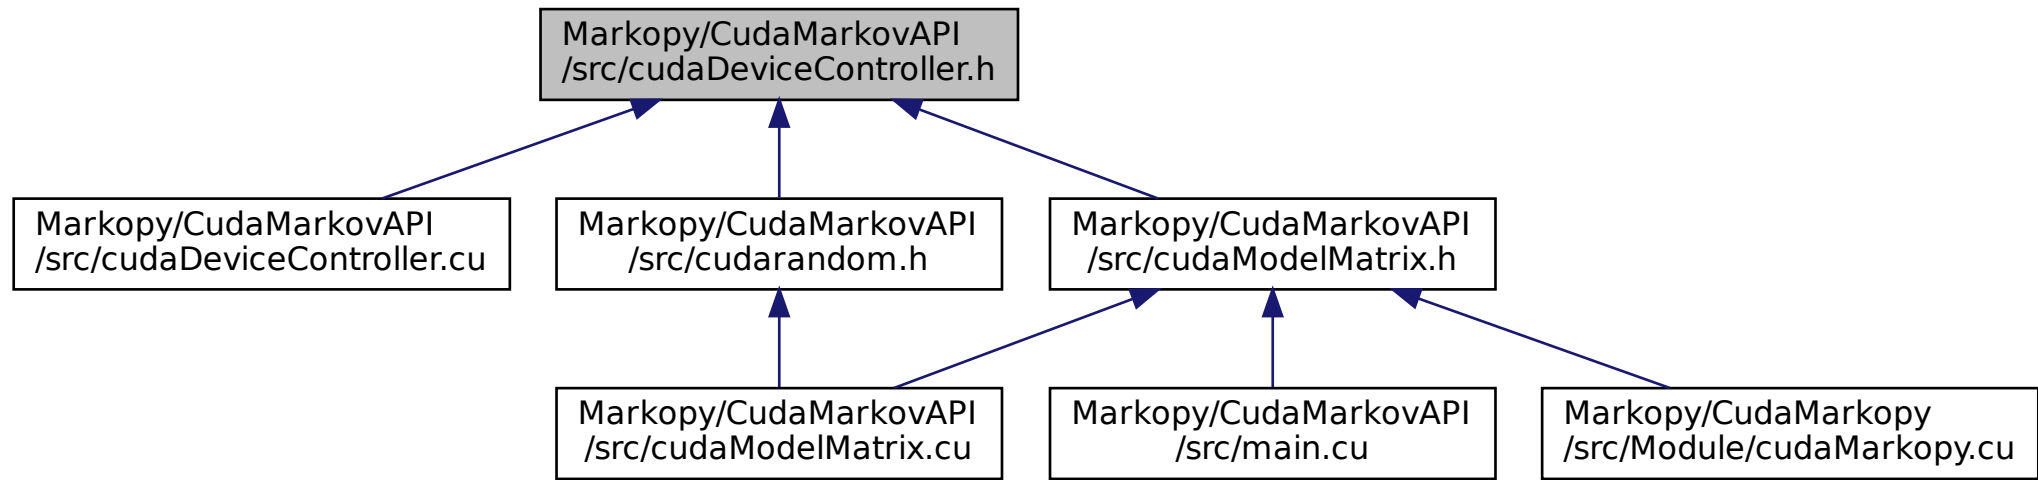 Markopy/CudaMarkovAPI
/src/cudaDeviceController.h
Markopy/CudaMarkovAPI
/src/cudaDeviceController.cu
Markopy/CudaMarkovAPI
/src/cudarandom.h
Markopy/CudaMarkovAPI
/src/cudaModelMatrix.h
Markopy/CudaMarkovAPI
/src/cudaModelMatrix.cu
Markopy/CudaMarkovAPI
/src/main.cu
Markopy/CudaMarkopy
/src/Module/cudaMarkopy.cu